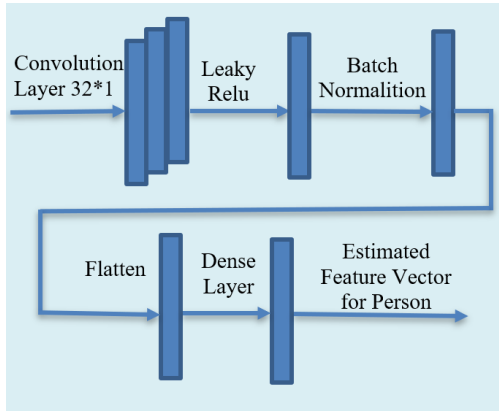 Convolution
Layer 32*1
Leaky
Relu
Batch
Normalition
Flatten
Dense
Layer
Estimated
Feature Vector
for Person